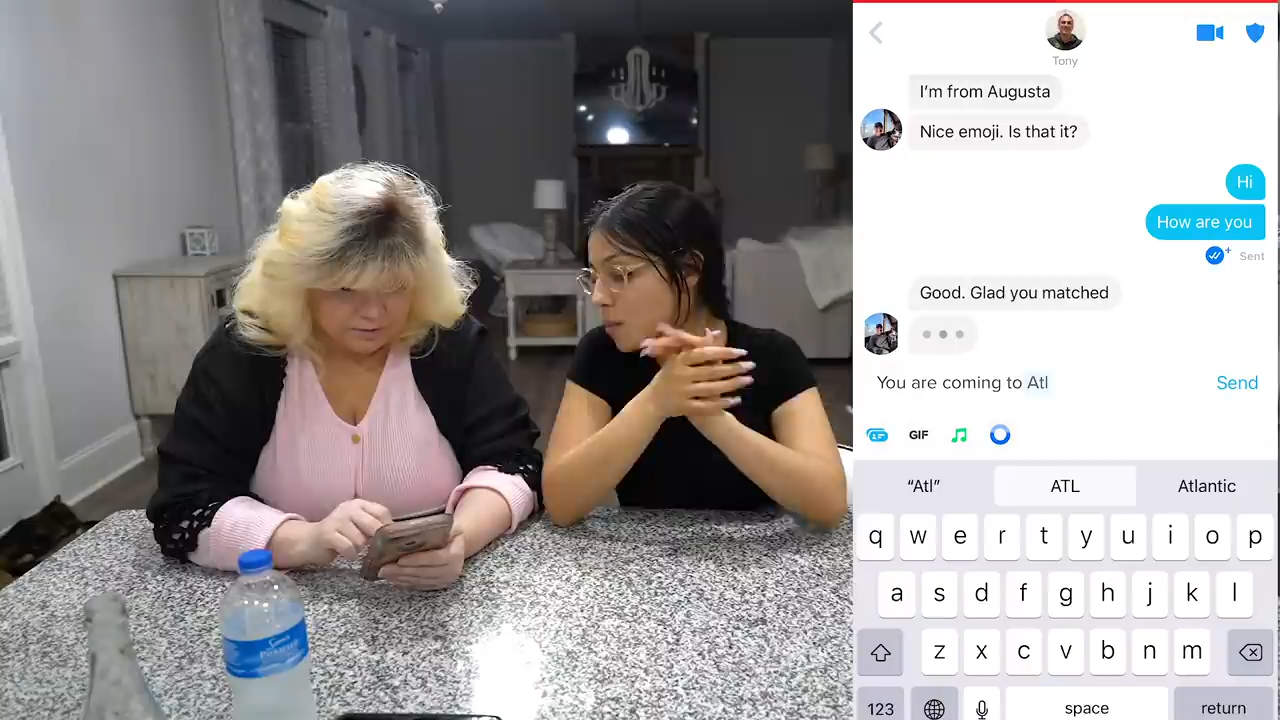 Tony
I'm from Augusta
Nice emoji. Is that it?
Hi
How are you
Sent
Good. Glad you matched
You are coming to Atl
Send
GIF
“Atl” ATL Atlantic
q w e r t y u i o p
a s d f g h j k l
z x c v b n m
123 space return